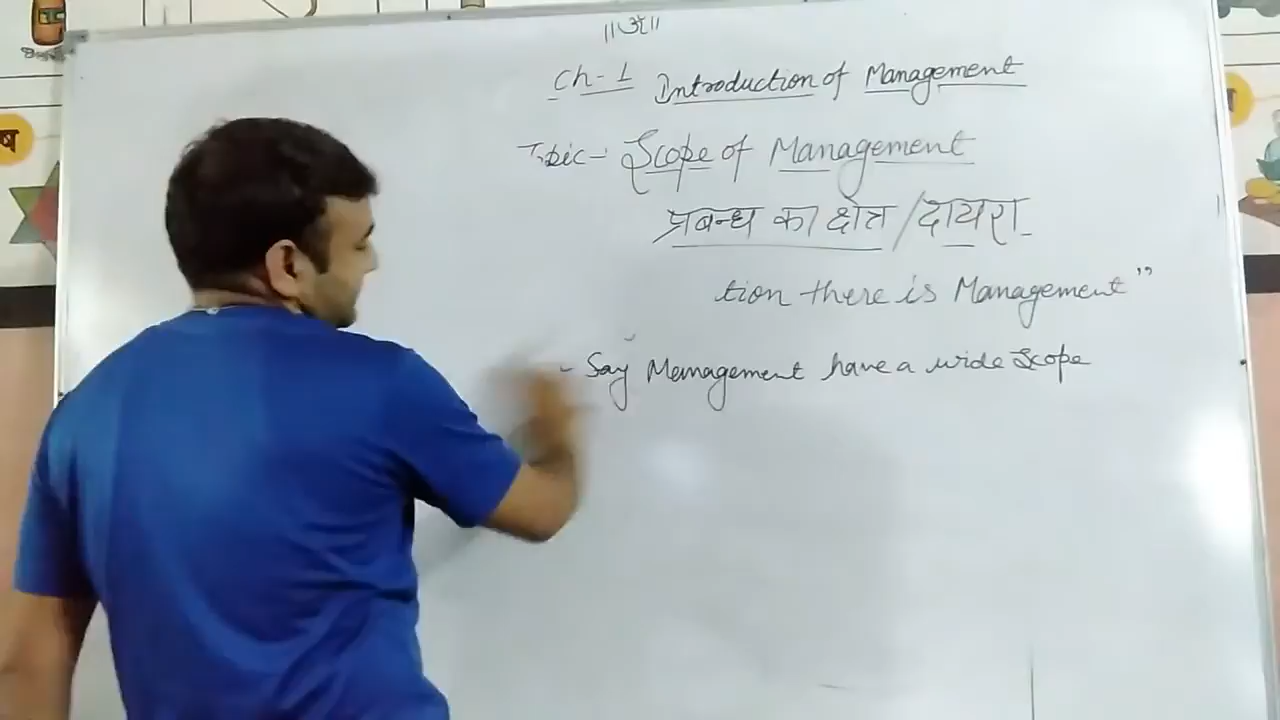 ॥ॐ॥
Ch-1 Introduction of Management
Topic- Scope of Management
प्रबन्ध का क्षेत्र/दायरा
tion there is Management"
Say Menagement have a wide Scope
ष